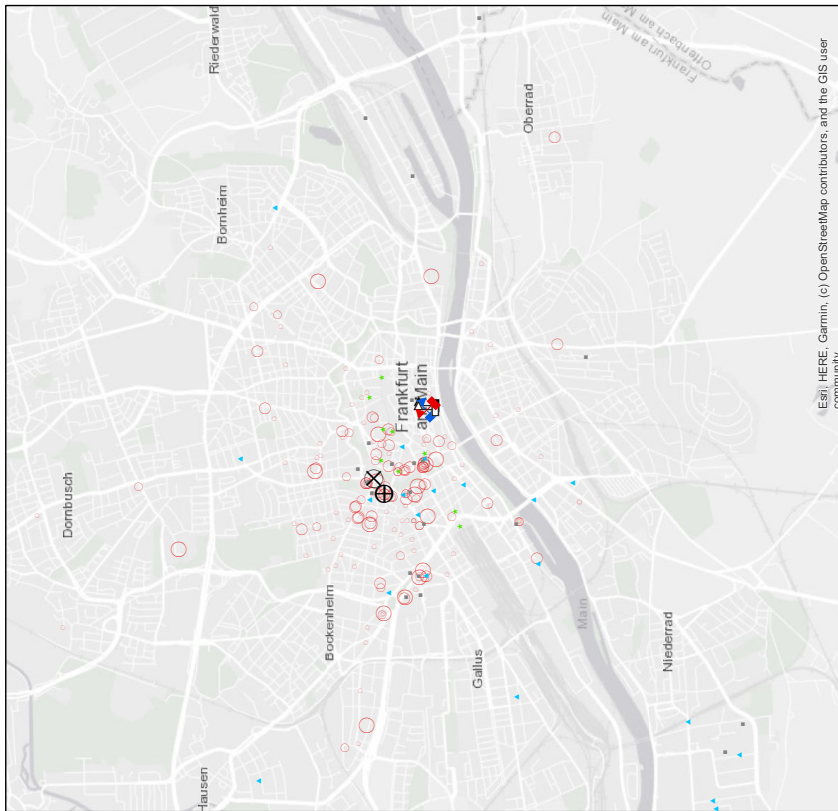 Riederwald
Frankfurt am Main
Offenbach am M
Oberrad
Bornheim
Frankfurt
am Main
Dornbusch
Bockenheim
Main
Gallus
Niederrad
Hausen
Esri, HERE, Garmin, (c) OpenStreetMap contributors, and the GIS user
community